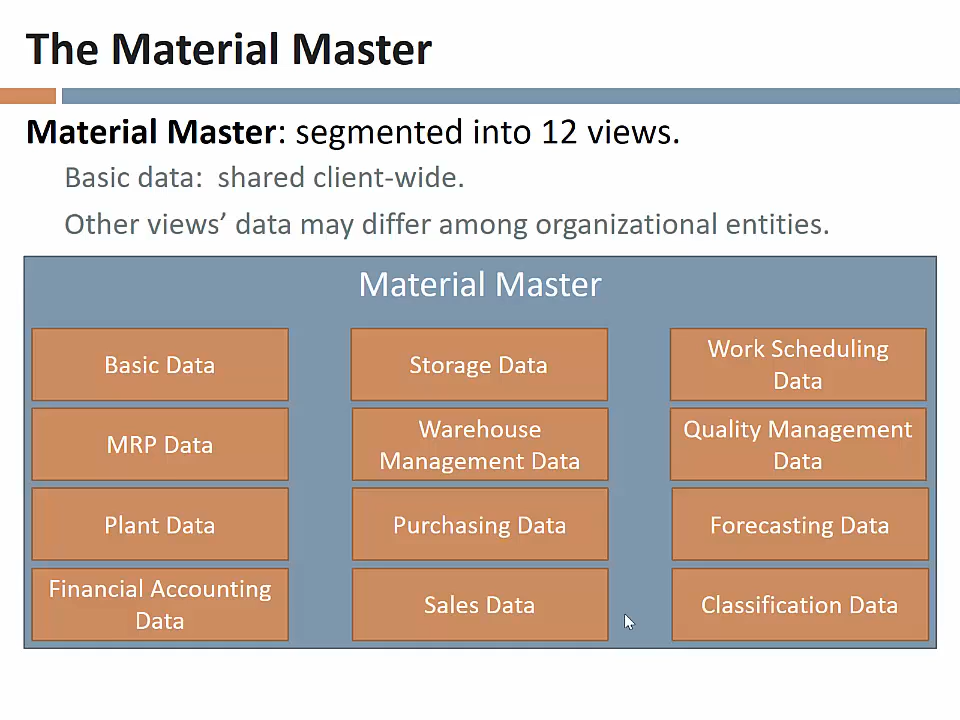 The Material Master
Material Master: segmented into 12 views.
Basic data:  shared client-wide.
Other views’ data may differ among organizational entities.
Material Master
Basic Data
Storage Data
Work Scheduling
Data
MRP Data
Warehouse
Management Data
Quality Management
Data
Plant Data
Purchasing Data
Forecasting Data
Financial Accounting
Data
Sales Data
Classification Data